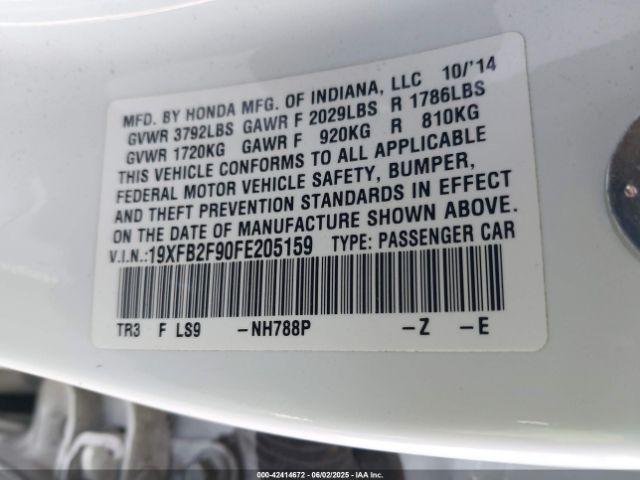 MFD. BY HONDA MFG. OF INDIANA, LLC 10/'14
GVWR 3792LBS GAWR F 2029LBS R 1786LBS
GVWR 1720KG GAWR F 920KG R 810KG
THIS VEHICLE CONFORMS TO ALL APPLICABLE
FEDERAL MOTOR VEHICLE SAFETY, BUMPER,
AND THEFT PREVENTION STANDARDS IN EFFECT
ON THE DATE OF MANUFACTURE SHOWN ABOVE.
V.I.N.:19XFB2F90FE205159 TYPE: PASSENGER CAR
TR3 F LS9 -NH788P -Z -E
000-42414672 | 06/02/2025 - IAA Inc.